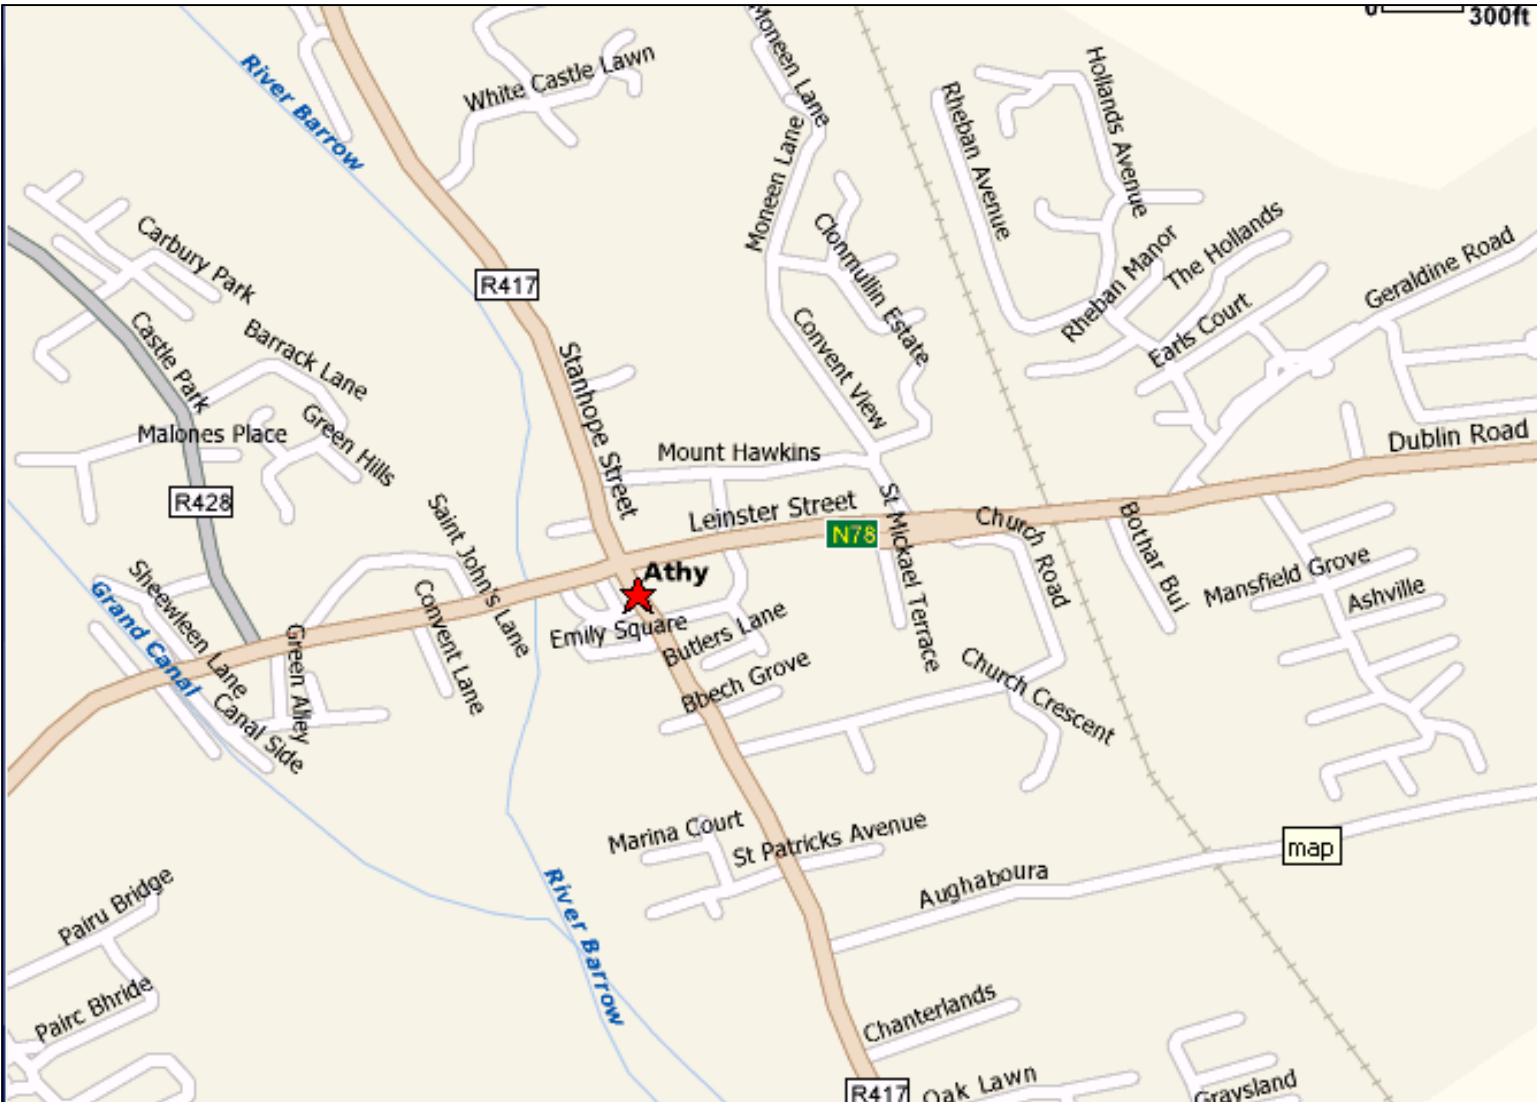 0
300ft
Moneen Lane
River Barrow
White Castle Lawn
Hollands Avenue
Rheban Avenue
Moneen Lane
Clonmullin Estate
Carbury Park
Rheban Manor
The Hollands
Geraldine Road
R417
Castle Park
Barrack Lane
Convent View
Earls Court
Stanhope Street
Green Hills
Malones Place
Mount Hawkins
Dublin Road
R428
Saint John's Lane
Leinster Street
N78
St Mickael Terrace
Church Road
Bothar Bui
Athy
Mansfield Grove
Ashville
Sheewleen Lane
Grand Canal
Convent Lane
Emily Square
Butlers Lane
Green Alley
Bbech Grove
Church Crescent
Canal Side
Marina Court
St Patricks Avenue
map
Aughaboura
Pairu Bridge
River Barrow
Pairc Bhride
Chanterlands
R417
Oak Lawn
Graysland